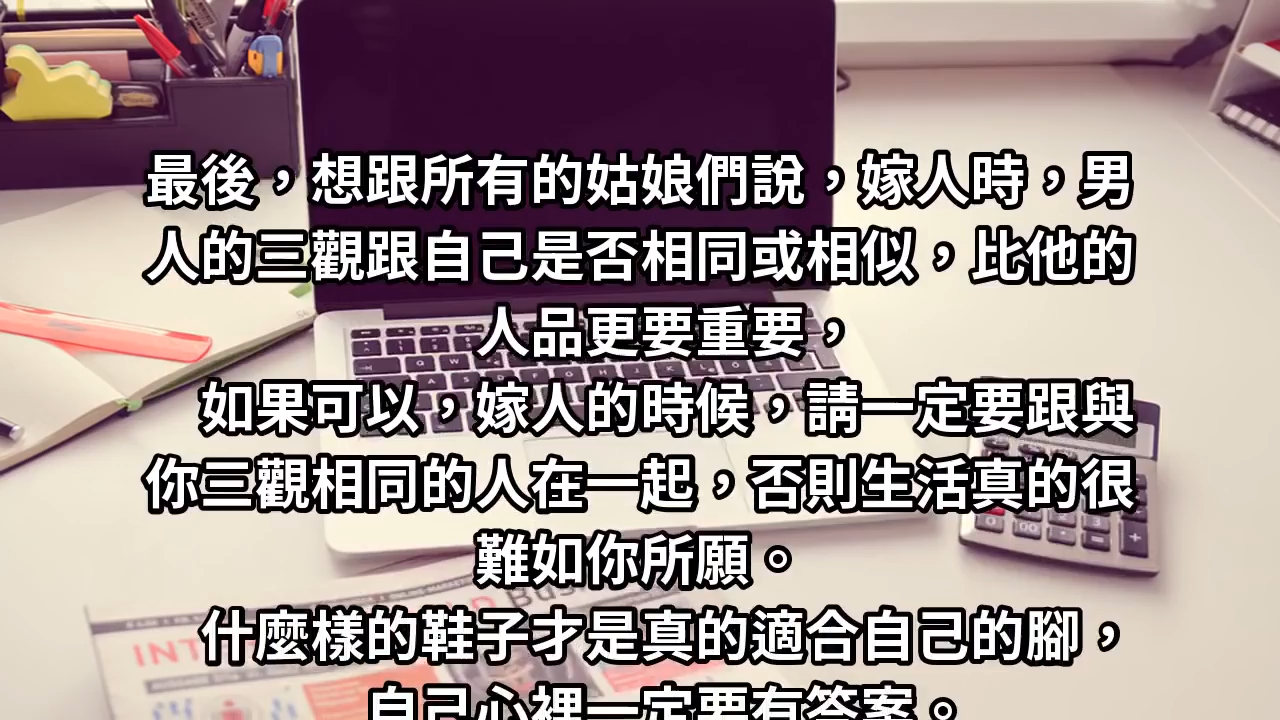 最後，想跟所有的姑娘們說，嫁人時，男
人的三觀跟自己是否相同或相似，比他的
人品更要重要，
如果可以，嫁人的時候，請一定要跟與
你三觀相同的人在一起，否則生活真的很
難如你所願。
什麼樣的鞋子才是真的適合自己的腳，
自己心裡一定要有答案。